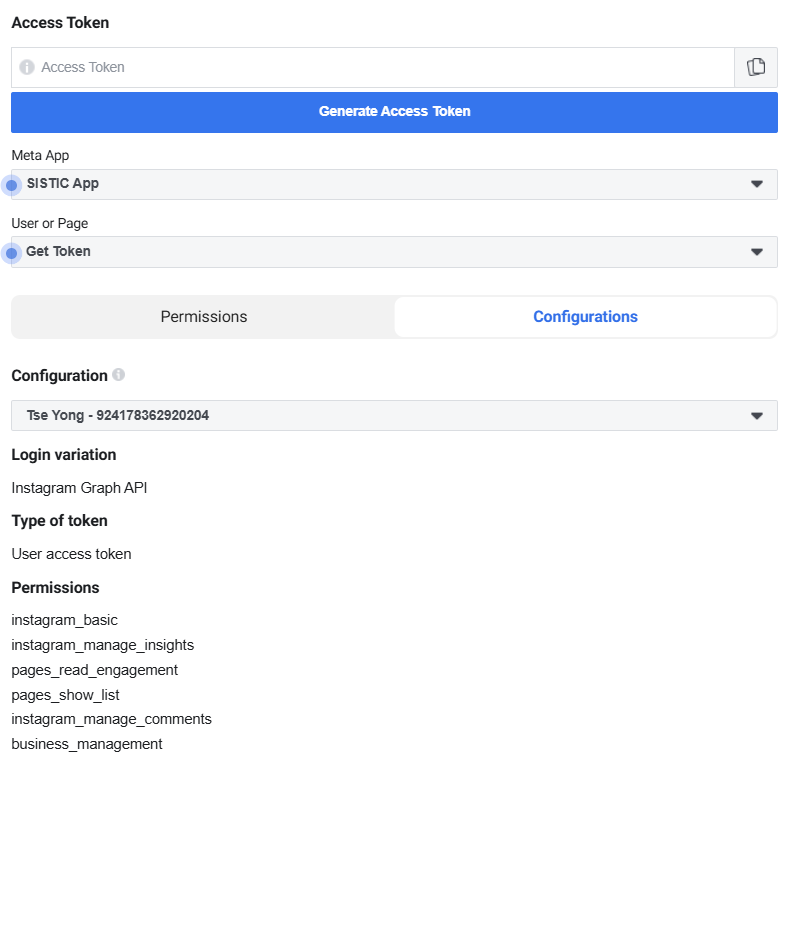 Access Token
Access Token
Generate Access Token
Meta App
SISTIC App
User or Page
Get Token
Permissions
Configurations
Configuration
Tse Yong - 924178362920204
Login variation
Instagram Graph API
Type of token
User access token
Permissions
instagram_basic
instagram_manage_insights
pages_read_engagement
pages_show_list
instagram_manage_comments
business_management